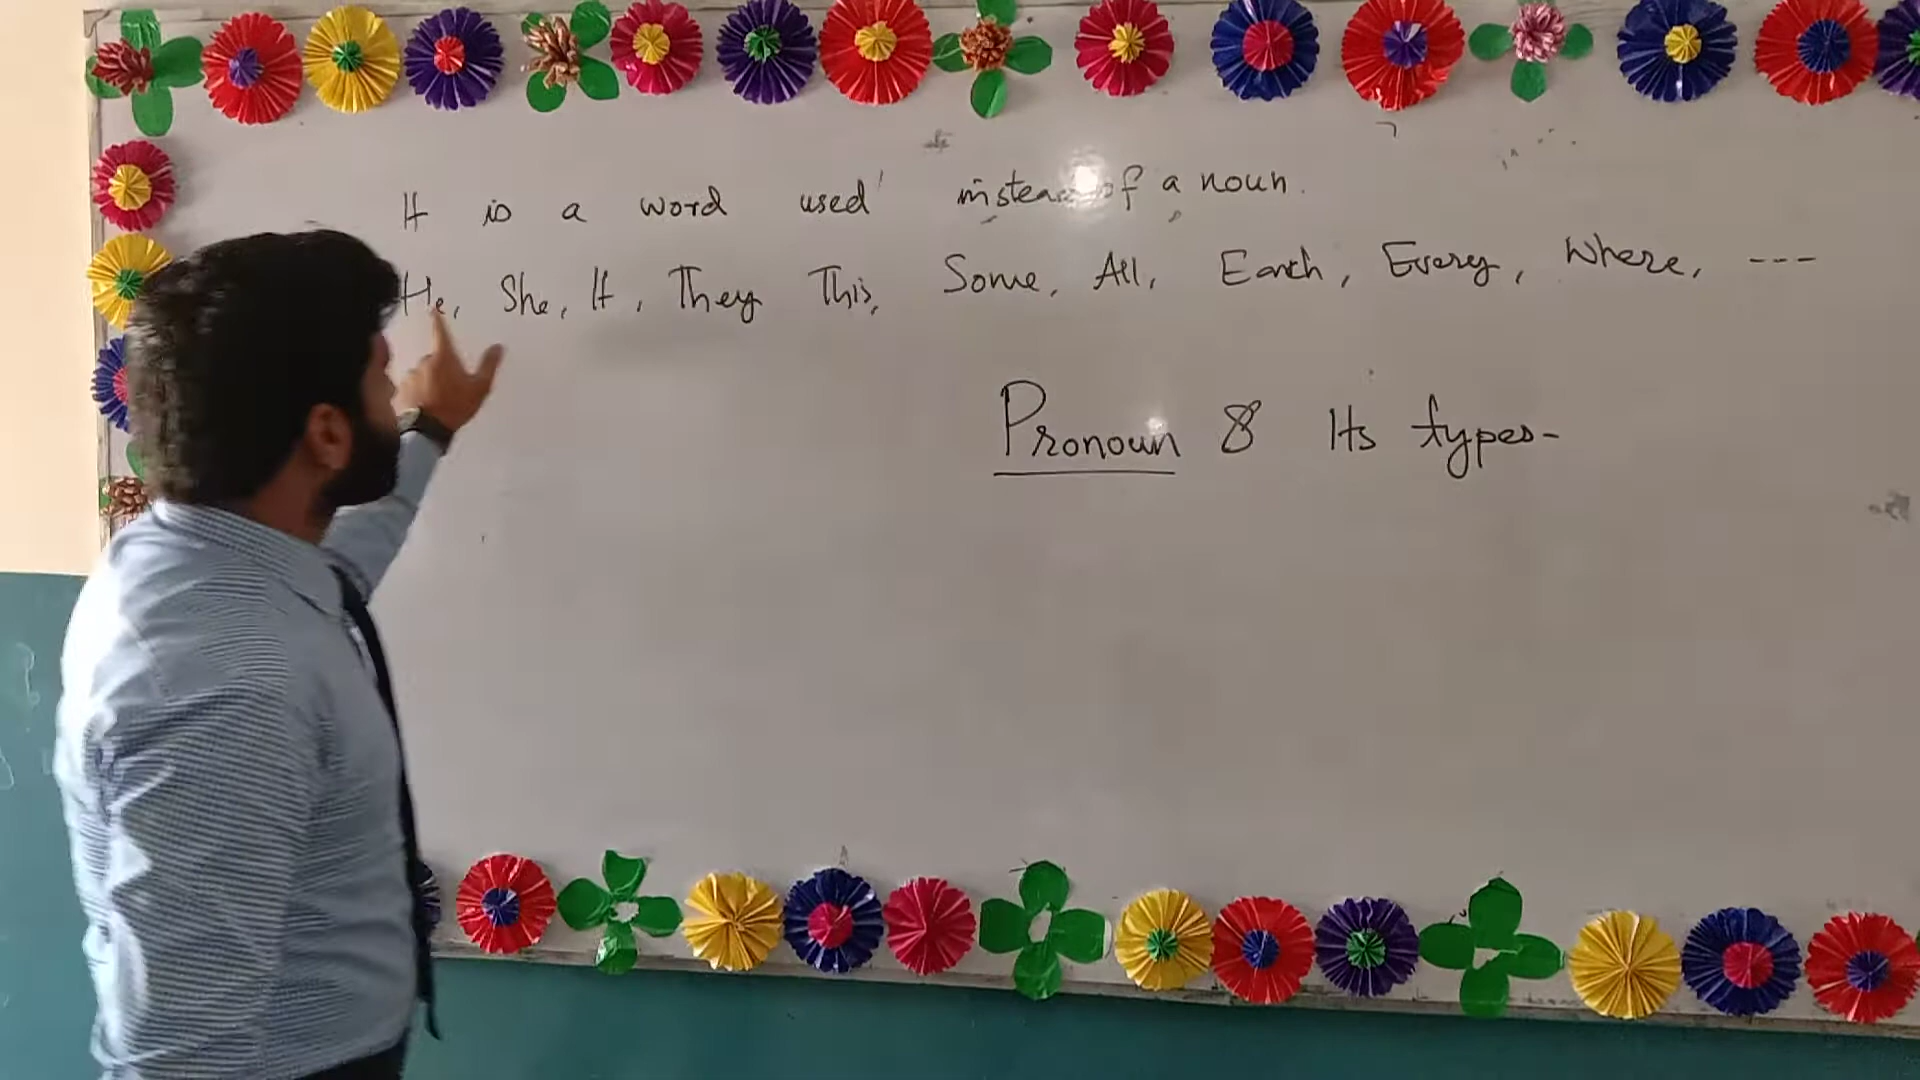 It is a word used instead of a noun.
He, She, It, They This, Some, All, Each, Every, Where, ---
Pronoun & Its types-